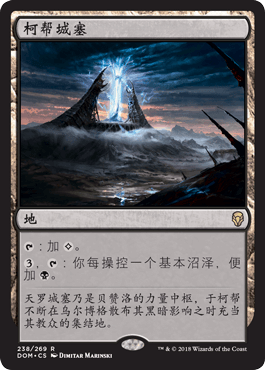 柯帮城塞
地
：加。
3，：你每操控一个基本沼泽，便
加。
天罗城塞乃是贝赞洛的力量中枢，于柯帮
不断在乌尔博格散布其黑暗影响之时充当
其教众的集结地。
238/269 R
DOM • CS DIMITAR MARINSKI
™ & © 2018 Wizards of the Coast